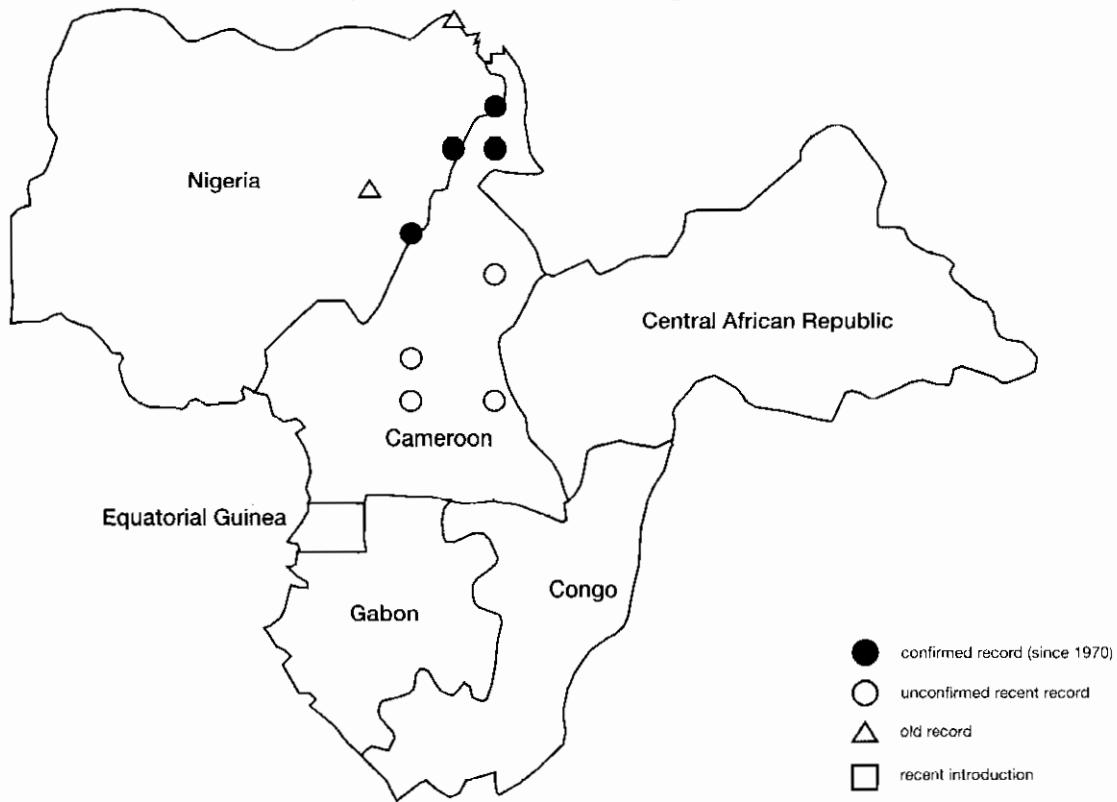 Nigeria
Central African Republic
Cameroon
Equatorial Guinea
Congo
Gabon
confirmed record (since 1970)
unconfirmed recent record
old record
recent introduction